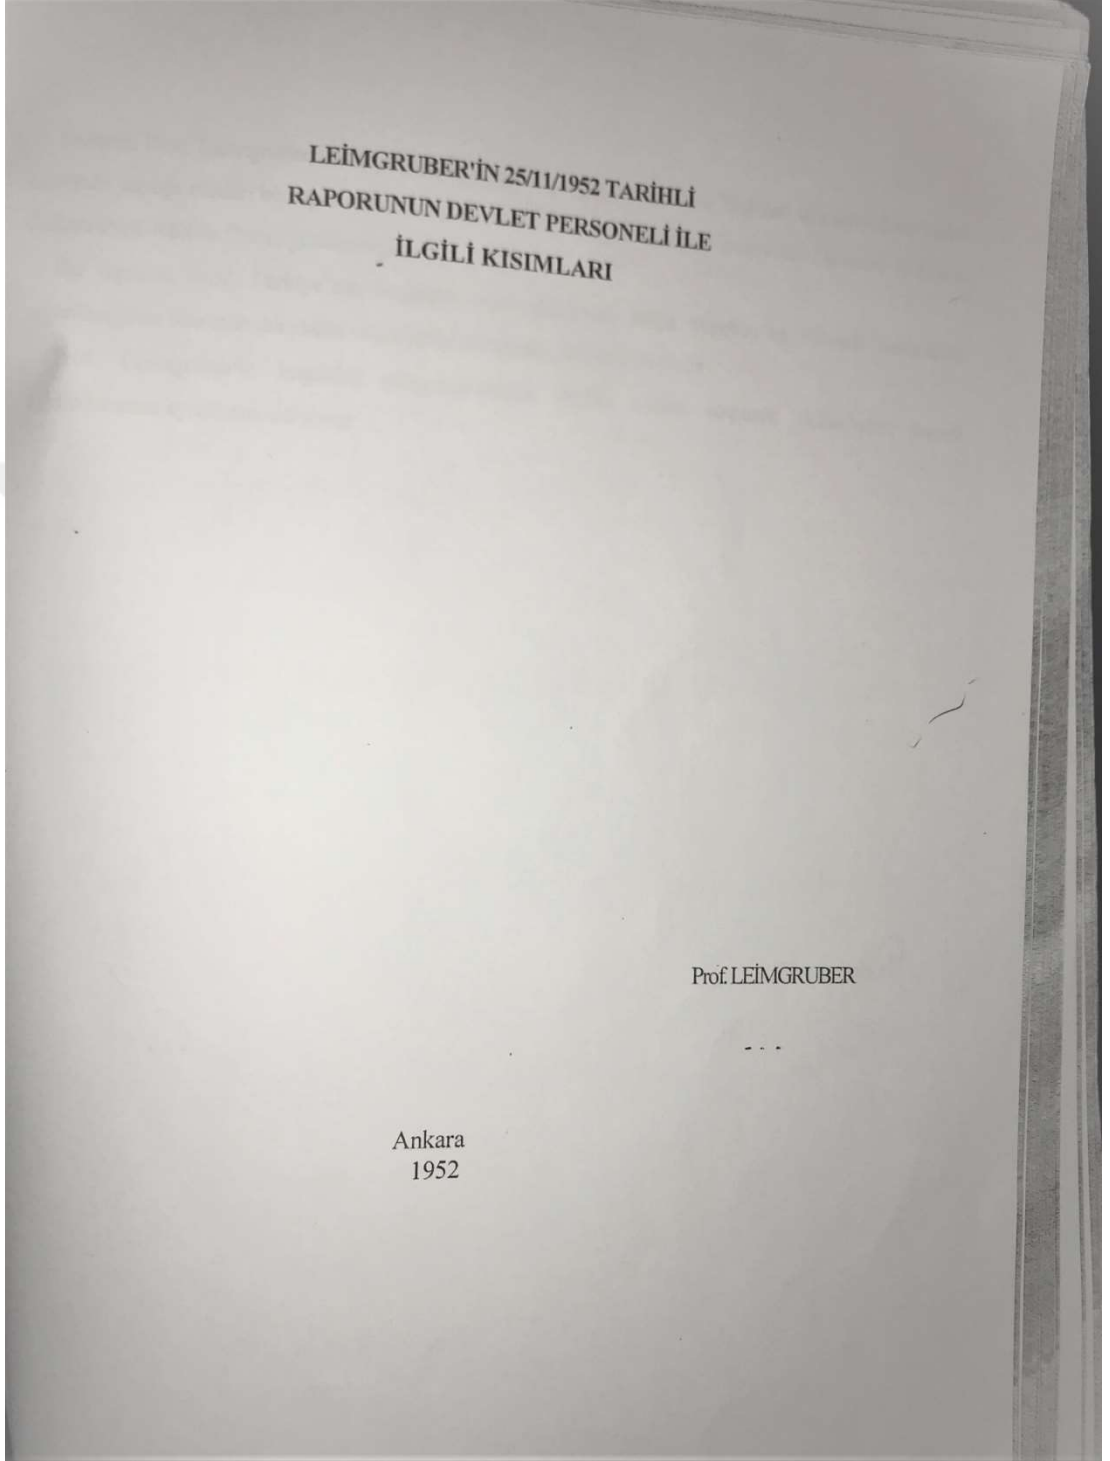 LEİMGRUBER'İN 25/11/1952 TARİHLİ
RAPORUNUN DEVLET PERSONELİ İLE
İLGİLİ KISIMLARI
Prof. LEİMGRUBER
Ankara
1952